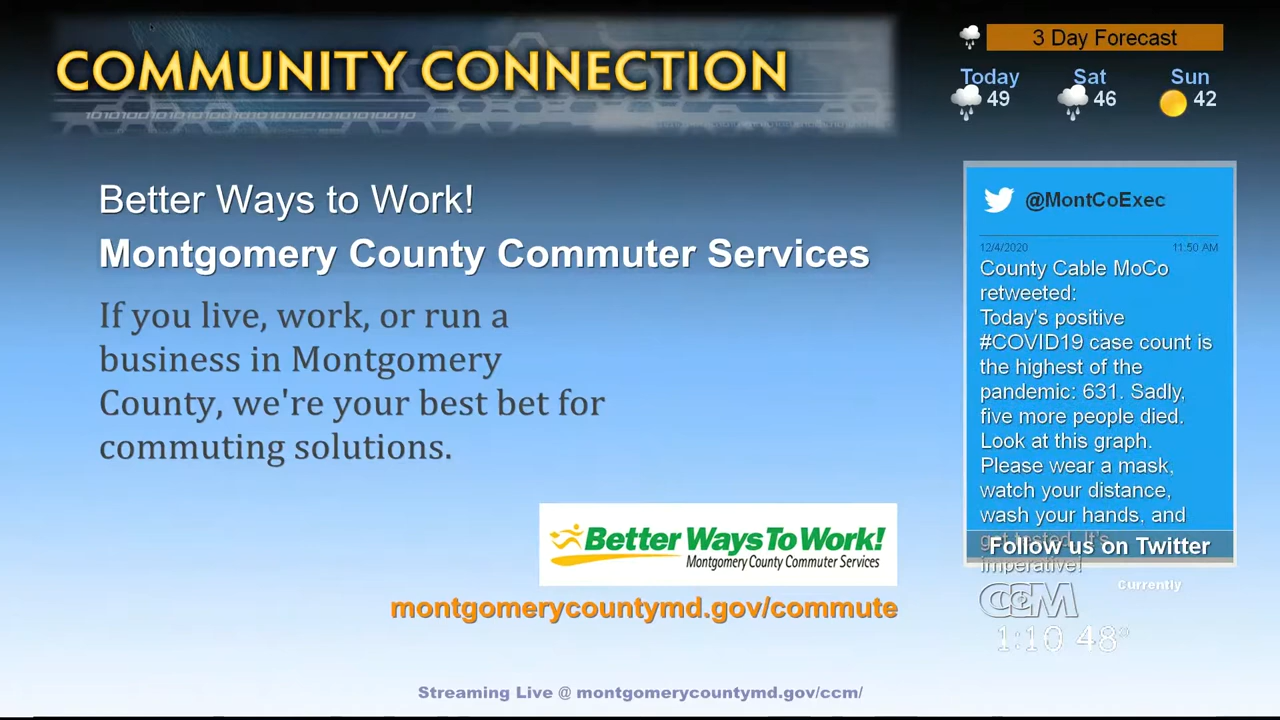 COMMUNITY CONNECTION
3 Day Forecast
Today Sat Sun
49 46 42
Better Ways to Work!
Montgomery County Commuter Services
If you live, work, or run a
business in Montgomery
County, we're your best bet for
commuting solutions.
Better Ways To Work!
Montgomery County Commuter Services
montgomerycountymd.gov/commute
@MontCoExec
12/4/2020 11:50 AM
County Cable MoCo
retweeted:
Today's positive
#COVID19 case count is
the highest of the
pandemic: 631. Sadly,
five more people died.
Look at this graph.
Please wear a mask,
watch your distance,
wash your hands, and
get tested. It's
imperative!
Follow us on Twitter
CCM
Currently
1:10 48°
Streaming Live @ montgomerycountymd.gov/ccm/